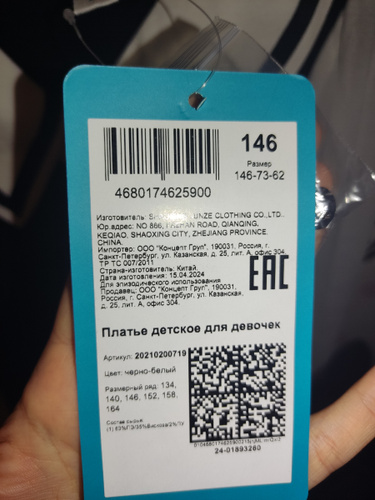 146
Размер
146-73-62
4680174625900
Изготовитель: CLOTHING CO.,LTD.
Юр.адрес: NO 866, ROAD, QIANQING,
KEQIAO, SHAOXING CITY, ZHEJIANG PROVINCE,
CHINA.
Импортер: ООО "Концепт Груп", 190031, Россия, г.
Санкт-Петербург, ул. Казанская, д. 25, лит. А, офис 304.
ТР ТС 007/2011
Страна-изготовитель: Китай.
Дата изготовления: 15.04.2024
Для эпизодического использования
Продавец: ООО "Концепт Груп", 190031,
Россия, г. Санкт-Петербург, ул. Казанская,
д. 25, лит. А, офис 304.
EAC
Платье детское для девочек
Артикул: 20210200719
Цвет: черно-белый
Размерный ряд: 134,
140, 146, 152, 158,
164
24-01893260